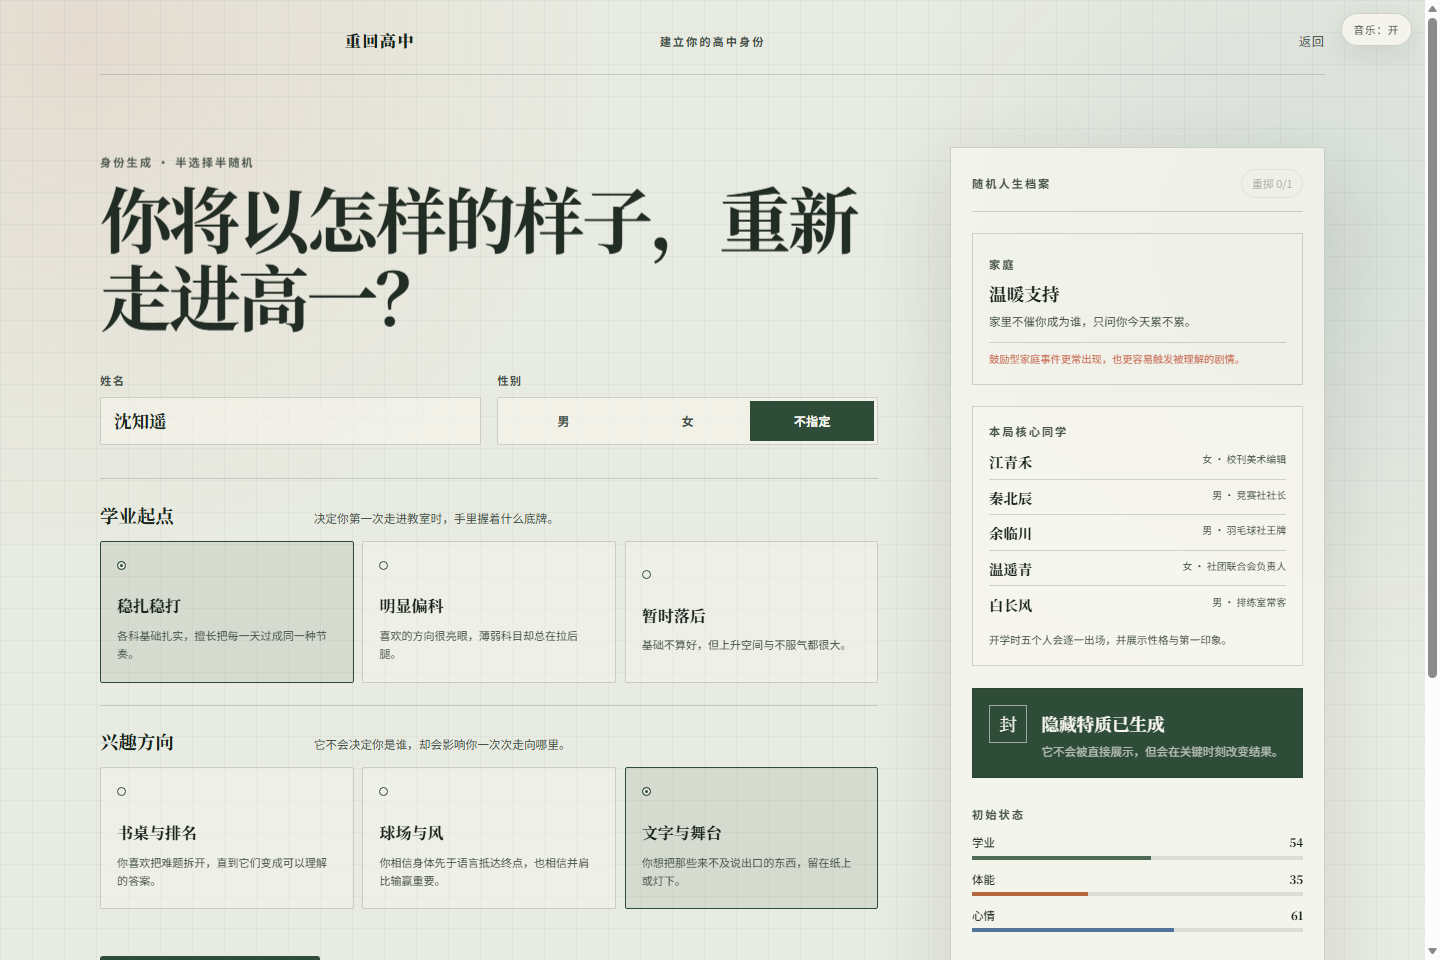 重回高中
建立你的高中身份
返回
音乐：开
身份生成 · 半选择半随机
你将以怎样的样子，重新
走进高一？
姓名
沈知遥
性别
男
女
不指定
学业起点
决定你第一次走进教室时，手里握着什么底牌。
稳扎稳打
各科基础扎实，擅长把每一天过成同一种节
奏。
明显偏科
喜欢的方向很亮眼，薄弱科目却总在拉后
腿。
暂时落后
基础不算好，但上升空间与不服气都很大。
兴趣方向
它不会决定你是谁，却会影响你一次次走向哪里。
书桌与排名
你喜欢把难题拆开，直到它们变成可以理解
的答案。
球场与风
你相信身体先于语言抵达终点，也相信并肩
比输赢重要。
文字与舞台
你想把那些来不及说出口的东西，留在纸上
或灯下。
随机人生档案
重掷 0/1
家庭
温暖支持
家里不催你成为谁，只问你今天累不累。
鼓励型家庭事件更常出现，也更容易触发被理解的剧情。
本局核心同学
江青禾
女 · 校刊美术编辑
秦北辰
男 · 竞赛社社长
余临川
男 · 羽毛球社王牌
温遥青
女 · 社团联合会负责人
白长风
男 · 排练室常客
开学时五个人会逐一出场，并展示性格与第一印象。
封
隐藏特质已生成
它不会被直接展示，但会在关键时刻改变结果。
初始状态
学业
54
体能
35
心情
61